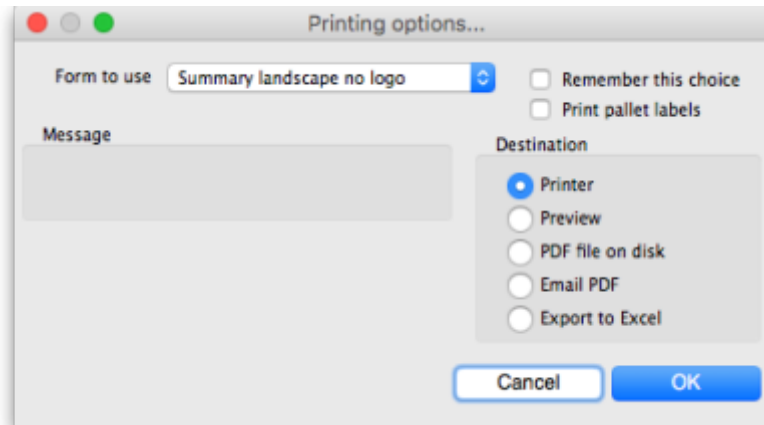 Printing options...
Form to use Summary landscape no logo
Remember this choice
Print pallet labels
Message
Destination
Printer
Preview
PDF file on disk
Email PDF
Export to Excel
Cancel OK